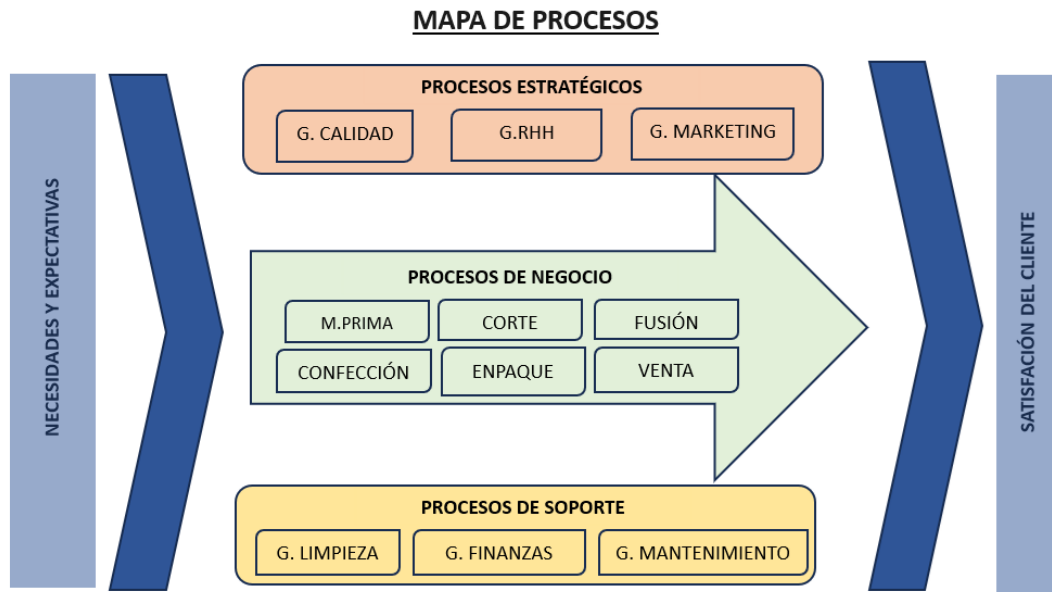 MAPA DE PROCESOS
NECESIDADES Y EXPECTATIVAS
PROCESOS ESTRATÉGICOS
G. CALIDAD
G.RHH
G. MARKETING
PROCESOS DE NEGOCIO
M.PRIMA
CORTE
FUSIÓN
CONFECCIÓN
ENPAQUE
VENTA
PROCESOS DE SOPORTE
G. LIMPIEZA
G. FINANZAS
G. MANTENIMIENTO
SATISFACIÓN DEL CLIENTE